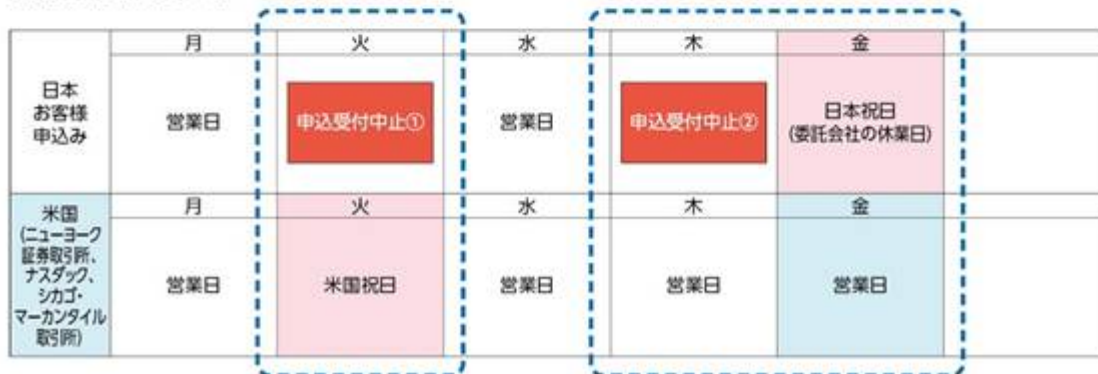 月 火 水 木 金
日本
お客様
申込み
営業日 申込受付中止① 営業日 申込受付中止② 日本祝日
(委託会社の休業日)
月 火 水 木 金
米国
(ニューヨーク
証券取引所、
ナスダック、
シカゴ・
マーカンタイル
取引所)
営業日 米国祝日 営業日 営業日 営業日